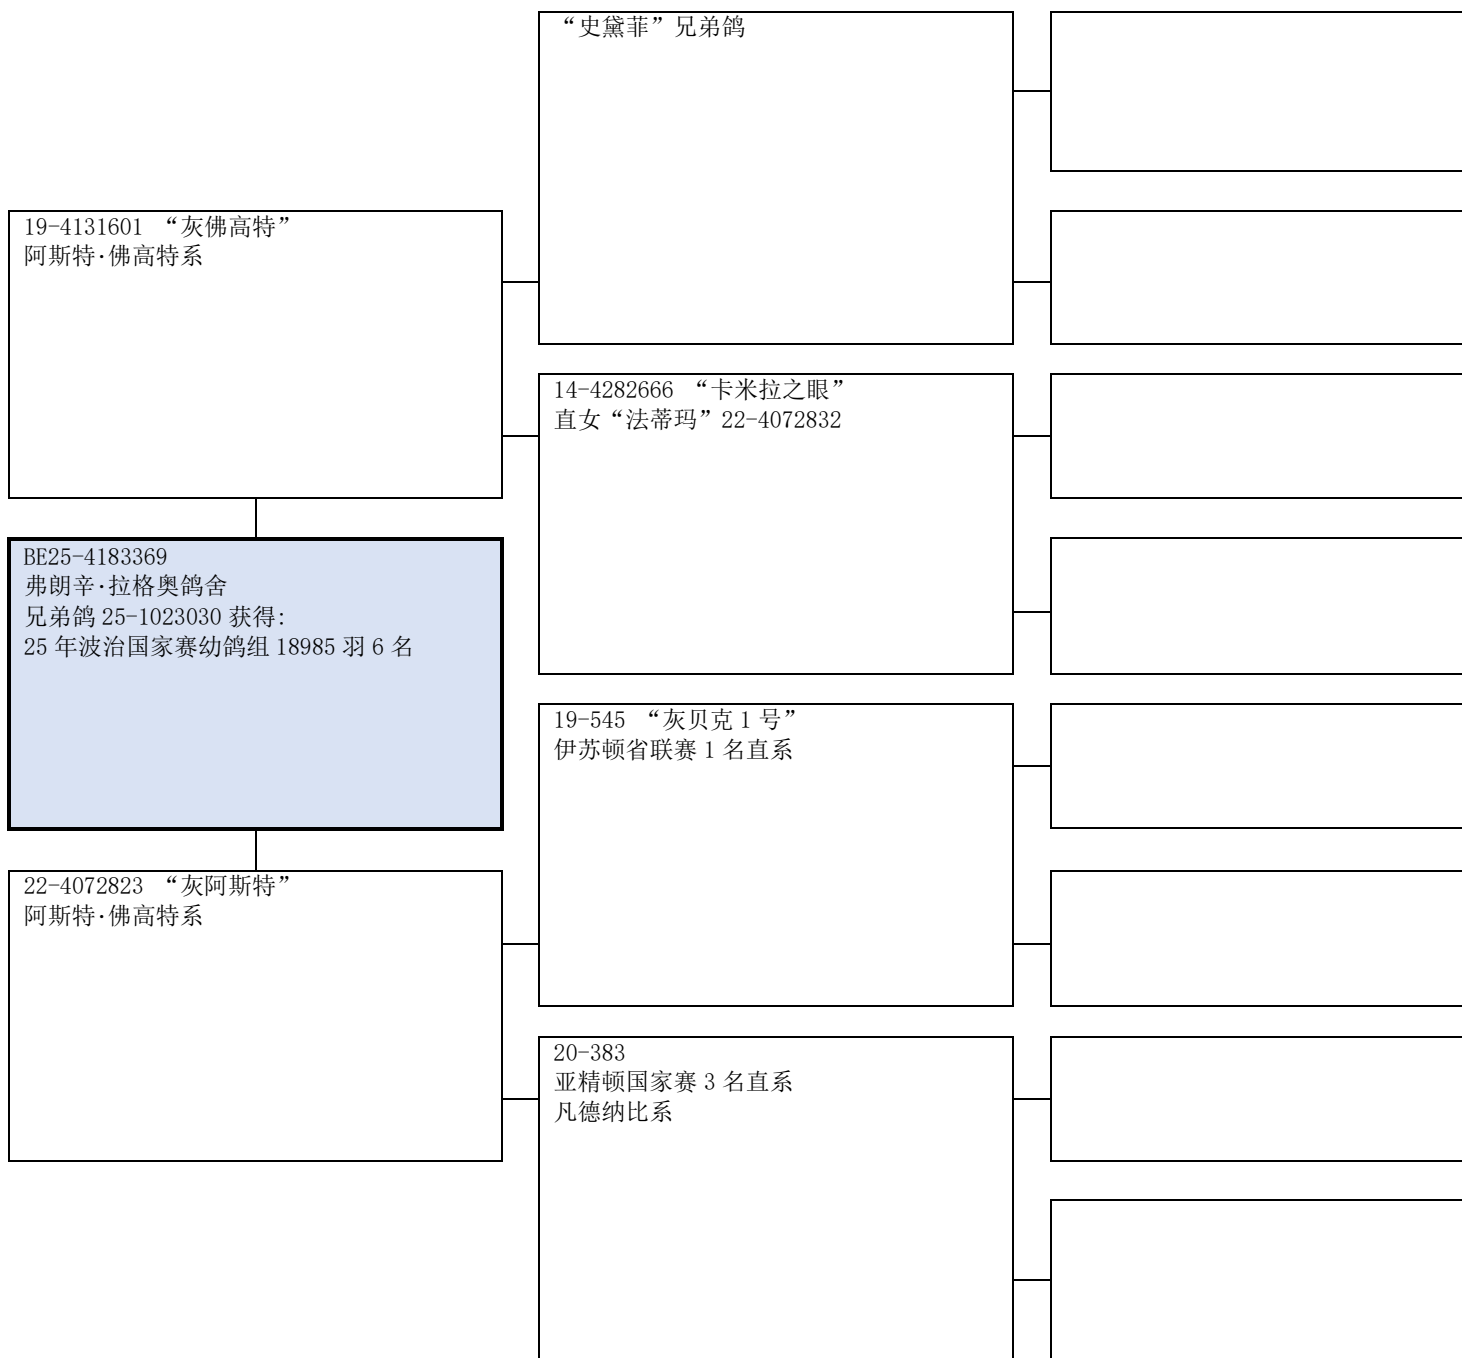 “史黛菲”兄弟鸽
19-4131601 “灰佛高特”
阿斯特·佛高特系
14-4282666 “卡米拉之眼”
直女“法蒂玛”22-4072832
BE25-4183369
弗朗辛·拉格奥鸽舍
兄弟鸽 25-1023030 获得：
25 年波治国家赛幼鸽组 18985 羽 6 名
19-545 “灰贝克 1 号”
伊苏顿省联赛 1 名直系
22-4072823 “灰阿斯特”
阿斯特·佛高特系
20-383
亚精顿国家赛 3 名直系
凡德纳比系